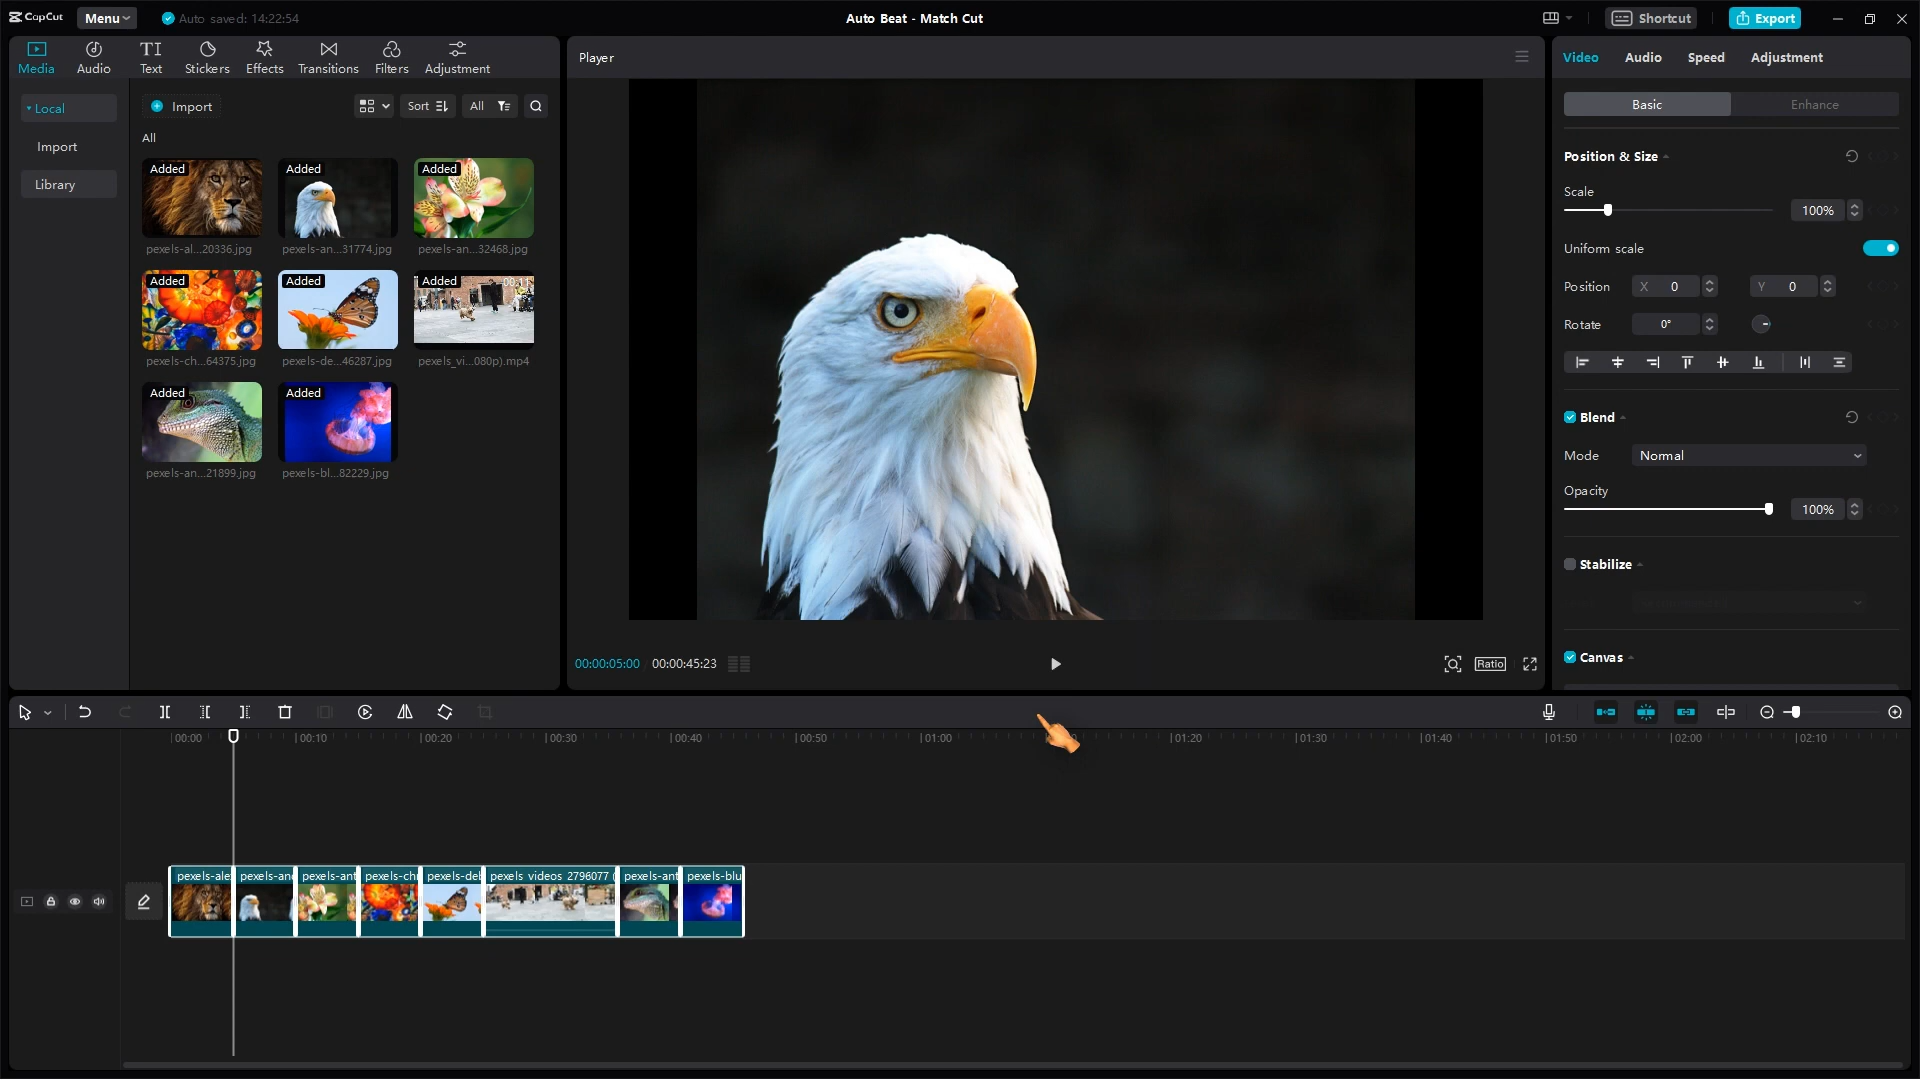 CapCut
Menu
Auto saved: 14:22:54
Auto Beat - Match Cut
Shortcut
Export
Media
Audio
Text
Stickers
Effects
Transitions
Filters
Adjustment
Local
Import
Library
Import
Sort
All
All
Added
pexels-al...20336.jpg
Added
pexels-an...31774.jpg
Added
pexels-an...32468.jpg
Added
pexels-ch...64375.jpg
Added
pexels-de...46287.jpg
Added
00:11
pexels_vi...080p).mp4
Added
pexels-an...21899.jpg
Added
pexels-bl...82229.jpg
Player
00:00:05:00
00:00:45:23
Ratio
Video
Audio
Speed
Adjustment
Basic
Enhance
Position & Size
Scale
100%
Uniform scale
Position
X 0
Y 0
Rotate
0°
Blend
Mode
Normal
Opacity
100%
Stabilize
Canvas
00:00
00:10
00:20
00:30
00:40
00:50
01:00
01:20
01:30
01:40
01:50
02:00
02:10
pexels-ale
pexels-an
pexels-ant
pexels-ch
pexels-del
pexels videos 2796077 (
pexels-ant
pexels-blu